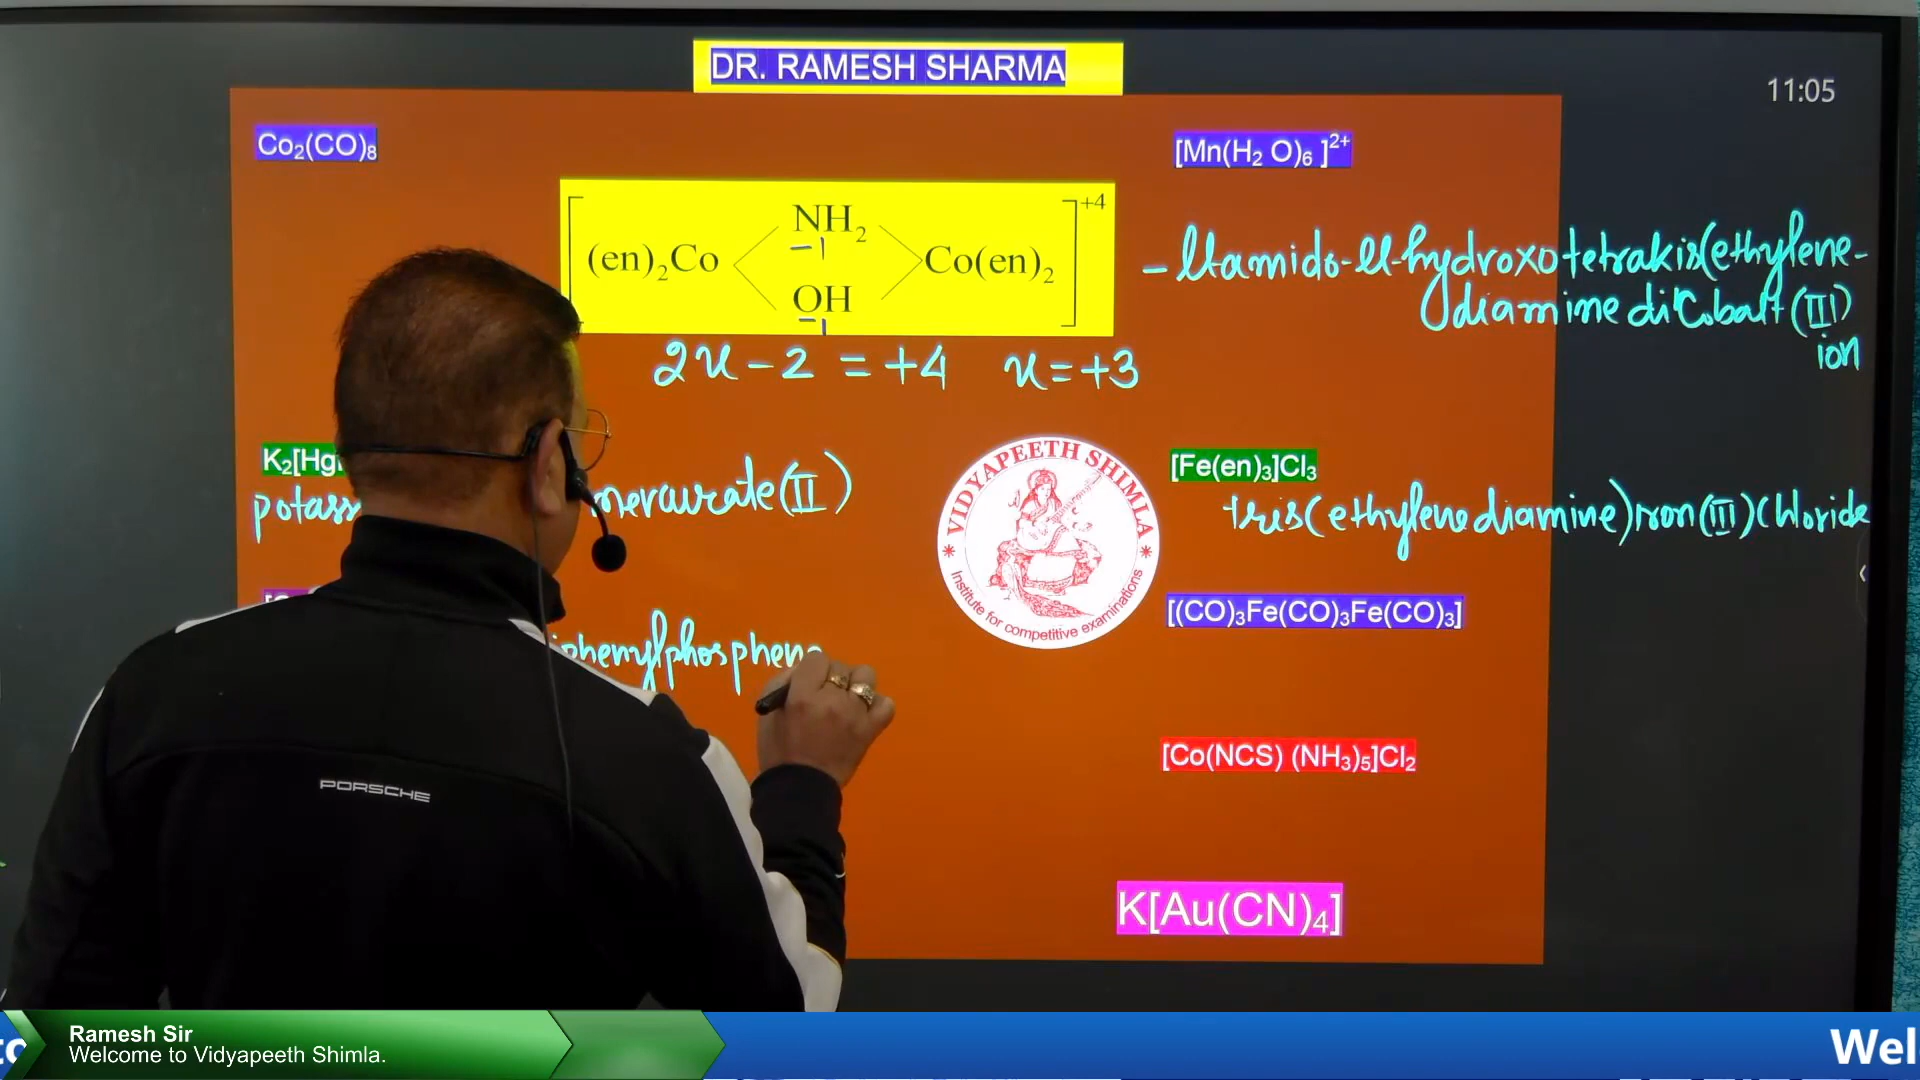 DR. RAMESH SHARMA
11:05
Co₂(CO)₈
[Mn(H₂ O)₆ ]²⁺
[(en)₂Co NH₂ OH Co(en)₂]⁺⁴
- μamido-μ-hydroxotetrakis(ethylene-
diamine diCobalt (III)
ion
2x - 2 = +4 x = +3
K₂[HgI
potass
mercurate(II)
[Fe(en)₃]Cl₃
tris(ethylenediamine)iron(III)Chloride
VIDYAPEETH SHIMLA
Institute for competitive examinations
[(CO)₃Fe(CO)₃Fe(CO)₃]
phenylphosphene
[Co(NCS) (NH₃)₅]Cl₂
PORSCHE
K[Au(CN)₄]
Ramesh Sir
Welcome to Vidyapeeth Shimla.
Wel